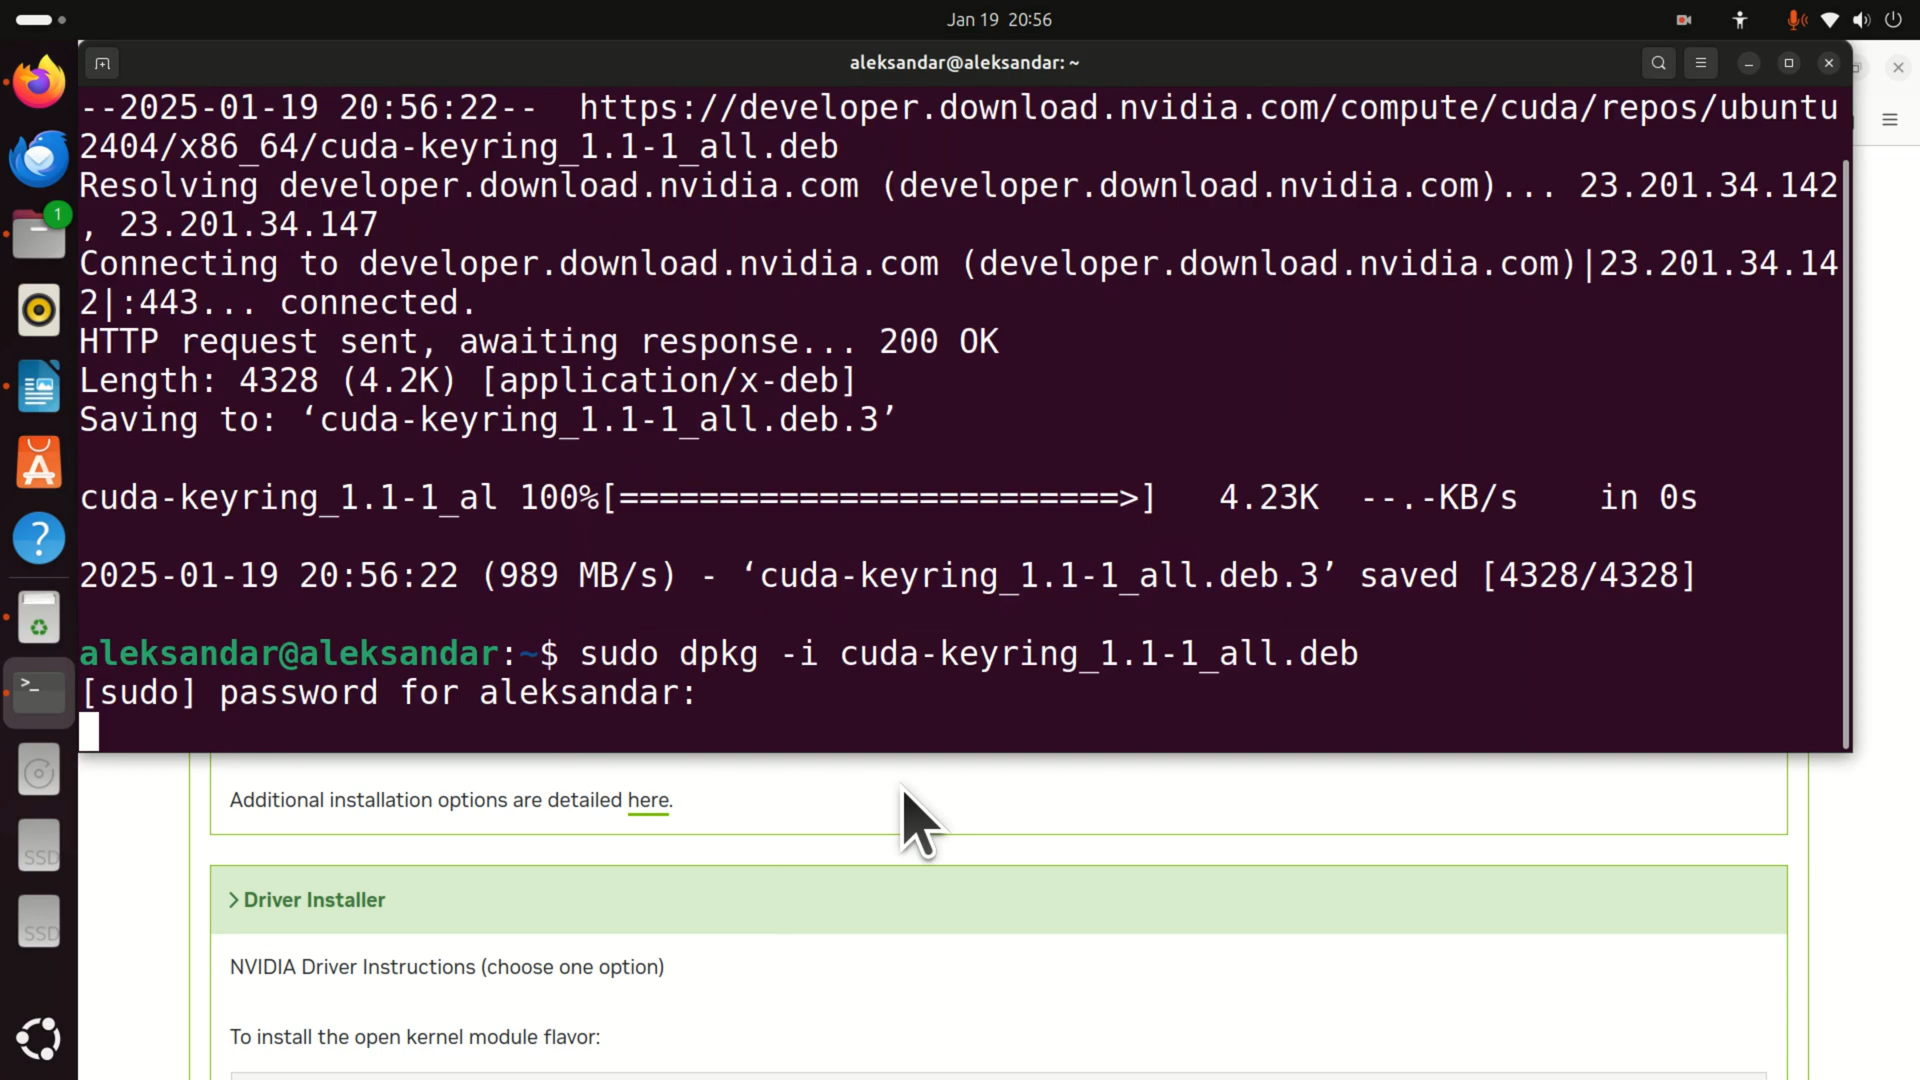 Jan 19 20:56
aleksandar@aleksandar: ~
--2025-01-19 20:56:22--  https://developer.download.nvidia.com/compute/cuda/repos/ubuntu
2404/x86_64/cuda-keyring_1.1-1_all.deb
Resolving developer.download.nvidia.com (developer.download.nvidia.com)... 23.201.34.142
, 23.201.34.147
Connecting to developer.download.nvidia.com (developer.download.nvidia.com)|23.201.34.14
2|:443... connected.
HTTP request sent, awaiting response... 200 OK
Length: 4328 (4.2K) [application/x-deb]
Saving to: ‘cuda-keyring_1.1-1_all.deb.3’
cuda-keyring_1.1-1_al 100%[=========================>]   4.23K  --.-KB/s    in 0s
2025-01-19 20:56:22 (989 MB/s) - ‘cuda-keyring_1.1-1_all.deb.3’ saved [4328/4328]
aleksandar@aleksandar:~$ sudo dpkg -i cuda-keyring_1.1-1_all.deb
[sudo] password for aleksandar:
1
?
>_
SSD
SSD
Additional installation options are detailed here.
Driver Installer
NVIDIA Driver Instructions (choose one option)
To install the open kernel module flavor: